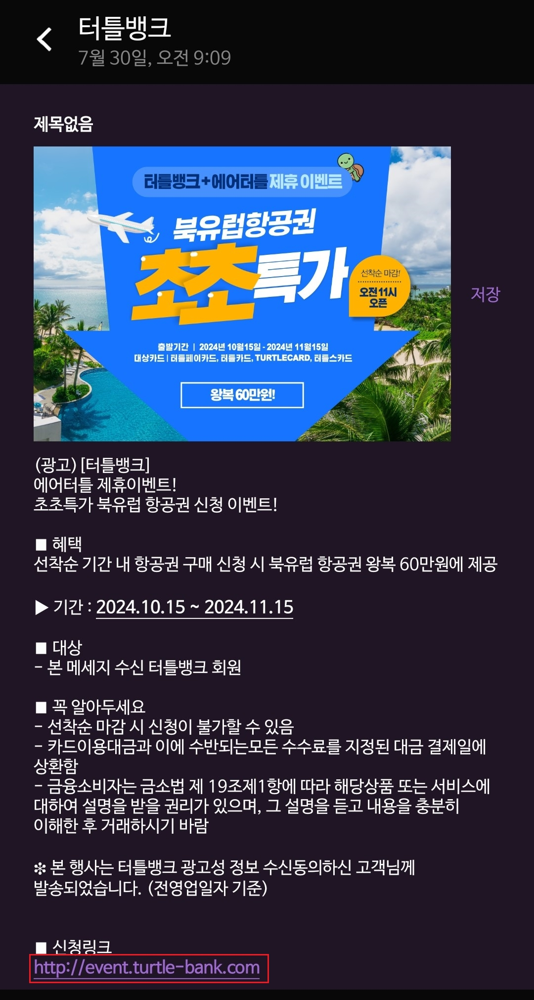 터틀뱅크
7월 30일, 오전 9:09
제목없음
터틀뱅크+에어터틀 제휴 이벤트
북유럽항공권
초초특가
선착순 마감!
오전 11시
오픈
저장
출발기간 | 2024년 10월15일 - 2024년 11월15일
대상카드 | 터틀페이카드, 터틀카드, TURTLECARD, 터틀스카드
왕복 60만원!
(광고) [터틀뱅크]
에어터틀 제휴이벤트!
초초특가 북유럽 항공권 신청 이벤트!
■ 혜택
선착순 기간 내 항공권 구매 신청 시 북유럽 항공권 왕복 60만원에 제공
▶ 기간 : 2024.10.15 ~ 2024.11.15
■ 대상
- 본 메세지 수신 터틀뱅크 회원
■ 꼭 알아두세요
- 선착순 마감 시 신청이 불가할 수 있음
- 카드이용대금과 이에 수반되는모든 수수료를 지정된 대금 결제일에
상환함
- 금융소비자는 금소법 제 19조제1항에 따라 해당상품 또는 서비스에
대하여 설명을 받을 권리가 있으며, 그 설명을 듣고 내용을 충분히
이해한 후 거래하시기 바람
❇ 본 행사는 터틀뱅크 광고성 정보 수신동의하신 고객님께
발송되었습니다. (전영업일자 기준)
■ 신청링크
http://event.turtle-bank.com